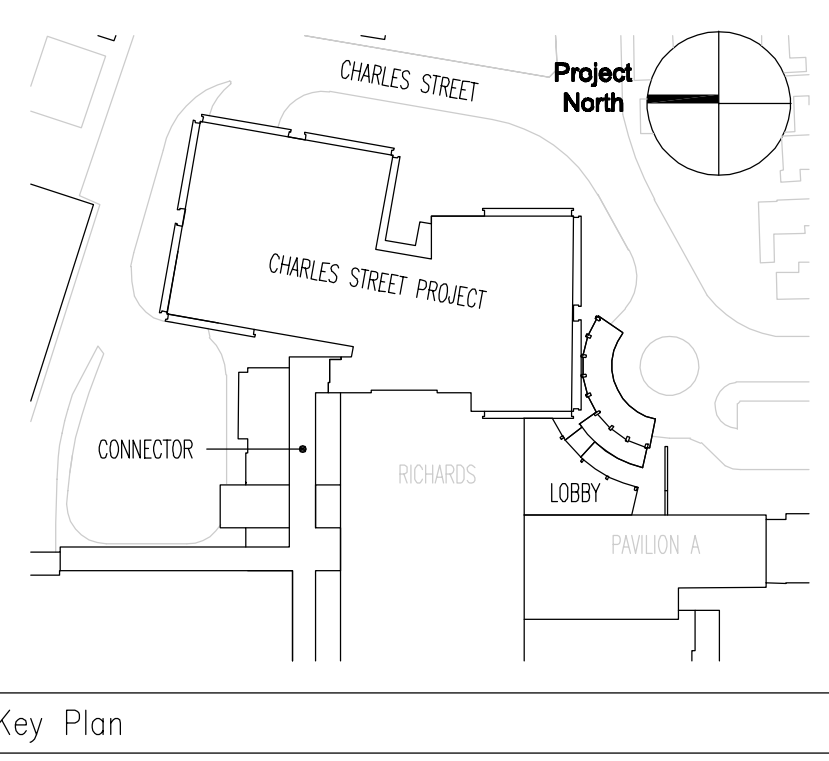 CHARLES STREET
Project
North
CHARLES STREET PROJECT
CONNECTOR
RICHARDS
LOBBY
PAVILION A
Key Plan